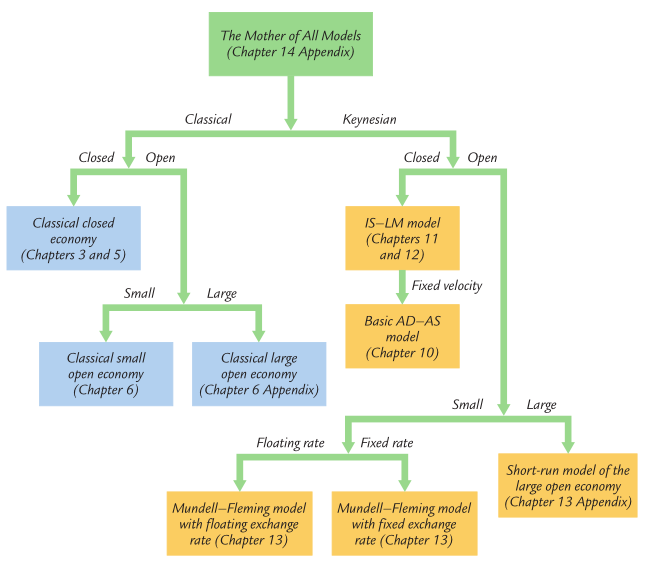 The Mother of All Models
(Chapter 14 Appendix)
Classical
Keynesian
Closed
Open
Closed
Open
Classical closed
economy
(Chapters 3 and 5)
IS–LM model
(Chapters 11
and 12)
Fixed velocity
Small
Large
Basic AD–AS
model
(Chapter 10)
Classical small
open economy
(Chapter 6)
Classical large
open economy
(Chapter 6 Appendix)
Small
Large
Floating rate
Fixed rate
Short-run model of the
large open economy
(Chapter 13 Appendix)
Mundell–Fleming model
with floating exchange
rate (Chapter 13)
Mundell–Fleming model
with fixed exchange
rate (Chapter 13)